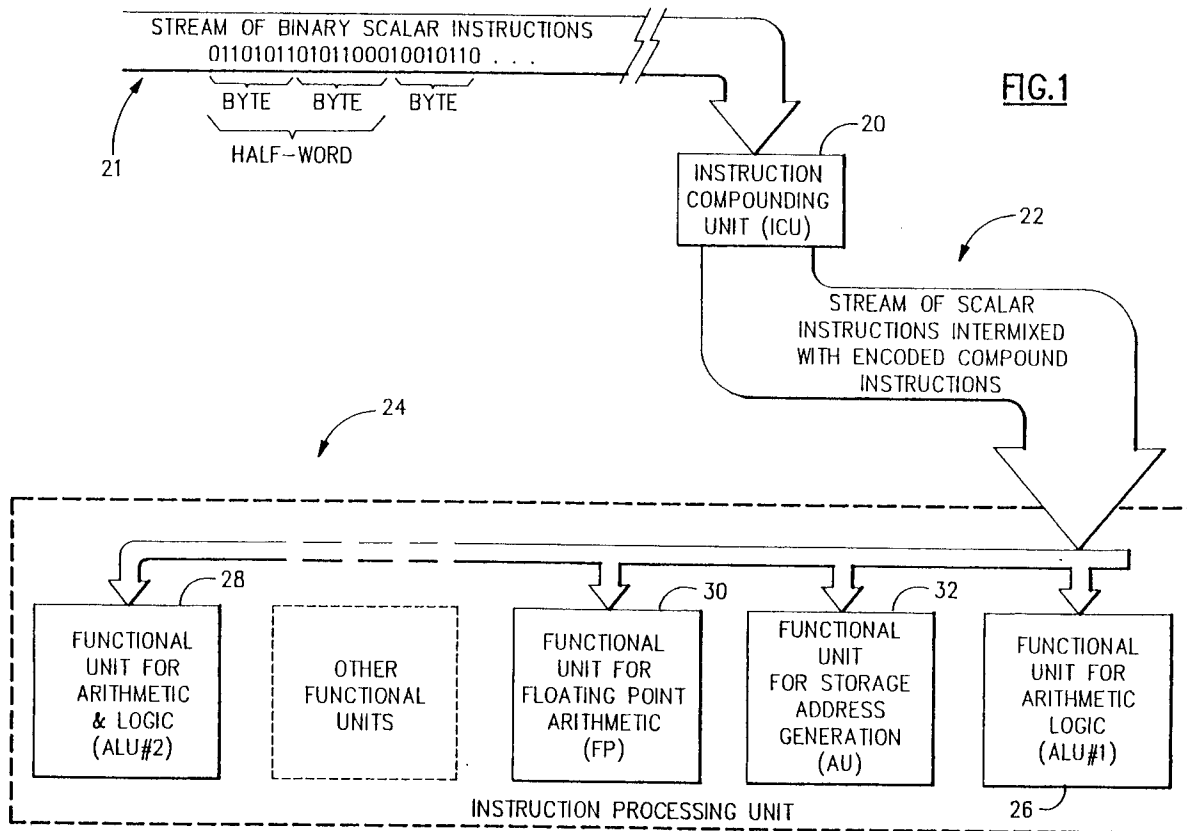 STREAM OF BINARY SCALAR INSTRUCTIONS
011010110101100010010110 . . .
BYTE BYTE BYTE
HALF-WORD
21
FIG.1
20
INSTRUCTION
COMPOUNDING
UNIT (ICU)
22
STREAM OF SCALAR
INSTRUCTIONS INTERMIXED
WITH ENCODED COMPOUND
INSTRUCTIONS
24
28
FUNCTIONAL
UNIT FOR
ARITHMETIC
& LOGIC
(ALU#2)
OTHER
FUNCTIONAL
UNITS
30
FUNCTIONAL
UNIT FOR
FLOATING POINT
ARITHMETIC
(FP)
32
FUNCTIONAL
UNIT
FOR STORAGE
ADDRESS
GENERATION
(AU)
FUNCTIONAL
UNIT FOR
ARITHMETIC
LOGIC
(ALU#1)
26
INSTRUCTION PROCESSING UNIT